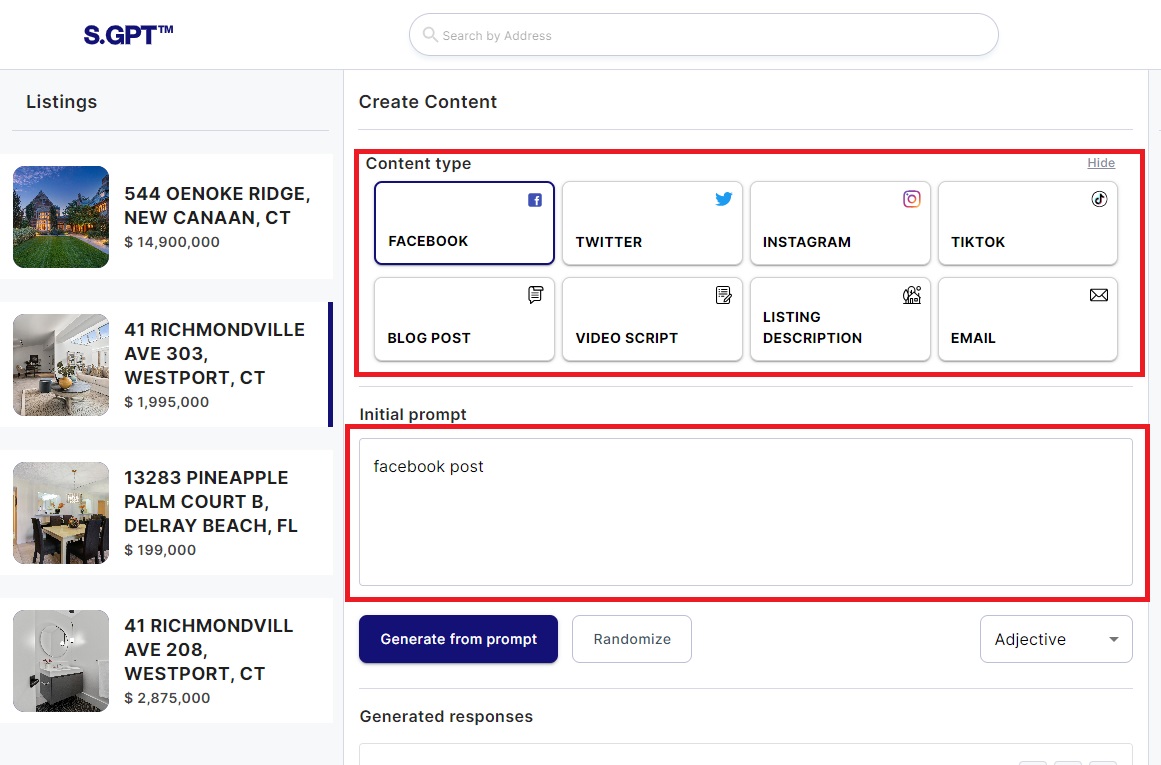 S.GPT™
Search by Address
Listings
544 OENOKE RIDGE,
NEW CANAAN, CT
$ 14,900,000
41 RICHMONDVILLE
AVE 303,
WESTPORT, CT
$ 1,995,000
13283 PINEAPPLE
PALM COURT B,
DELRAY BEACH, FL
$ 199,000
41 RICHMONDVILL
AVE 208,
WESTPORT, CT
$ 2,875,000
Create Content
Content type
Hide
FACEBOOK
TWITTER
INSTAGRAM
TIKTOK
BLOG POST
VIDEO SCRIPT
LISTING
DESCRIPTION
EMAIL
Initial prompt
facebook post
Generate from prompt
Randomize
Adjective
Generated responses